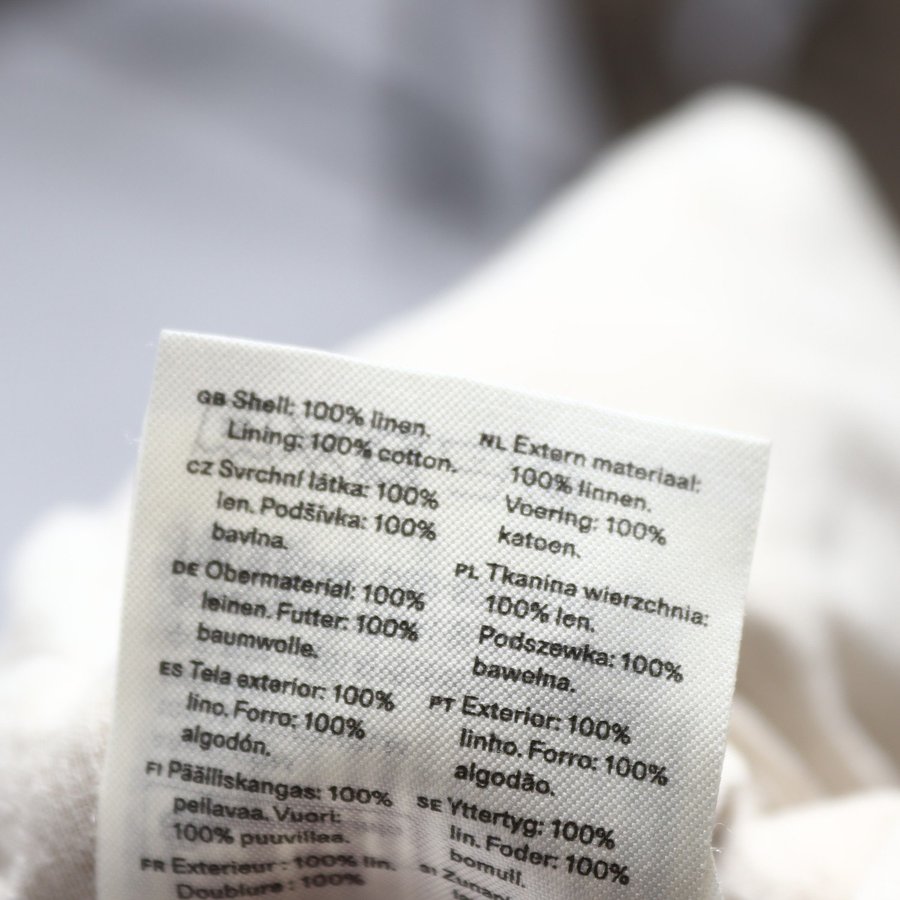 GB Shell: 100% linen.
Lining: 100% cotton.
CZ Svrchní látka: 100%
len. Podšívka: 100%
bavlna.
DE Obermaterial: 100%
leinen. Futter: 100%
baumwolle.
ES Tela exterior: 100%
lino. Forro: 100%
algodón.
FI Päälliskangas: 100%
pellavaa. Vuori:
100% puuvillaa.
FR Exterieur : 100% lin.
Doublure : 100%
NL Extern materiaal:
100% linnen.
Voering: 100%
katoen.
PL Tkanina wierzchnia:
100% len.
Podszewka: 100%
bawełna.
PT Exterior: 100%
linho. Forro: 100%
algodão.
SE Yttertyg: 100%
lin. Foder: 100%
bomull.